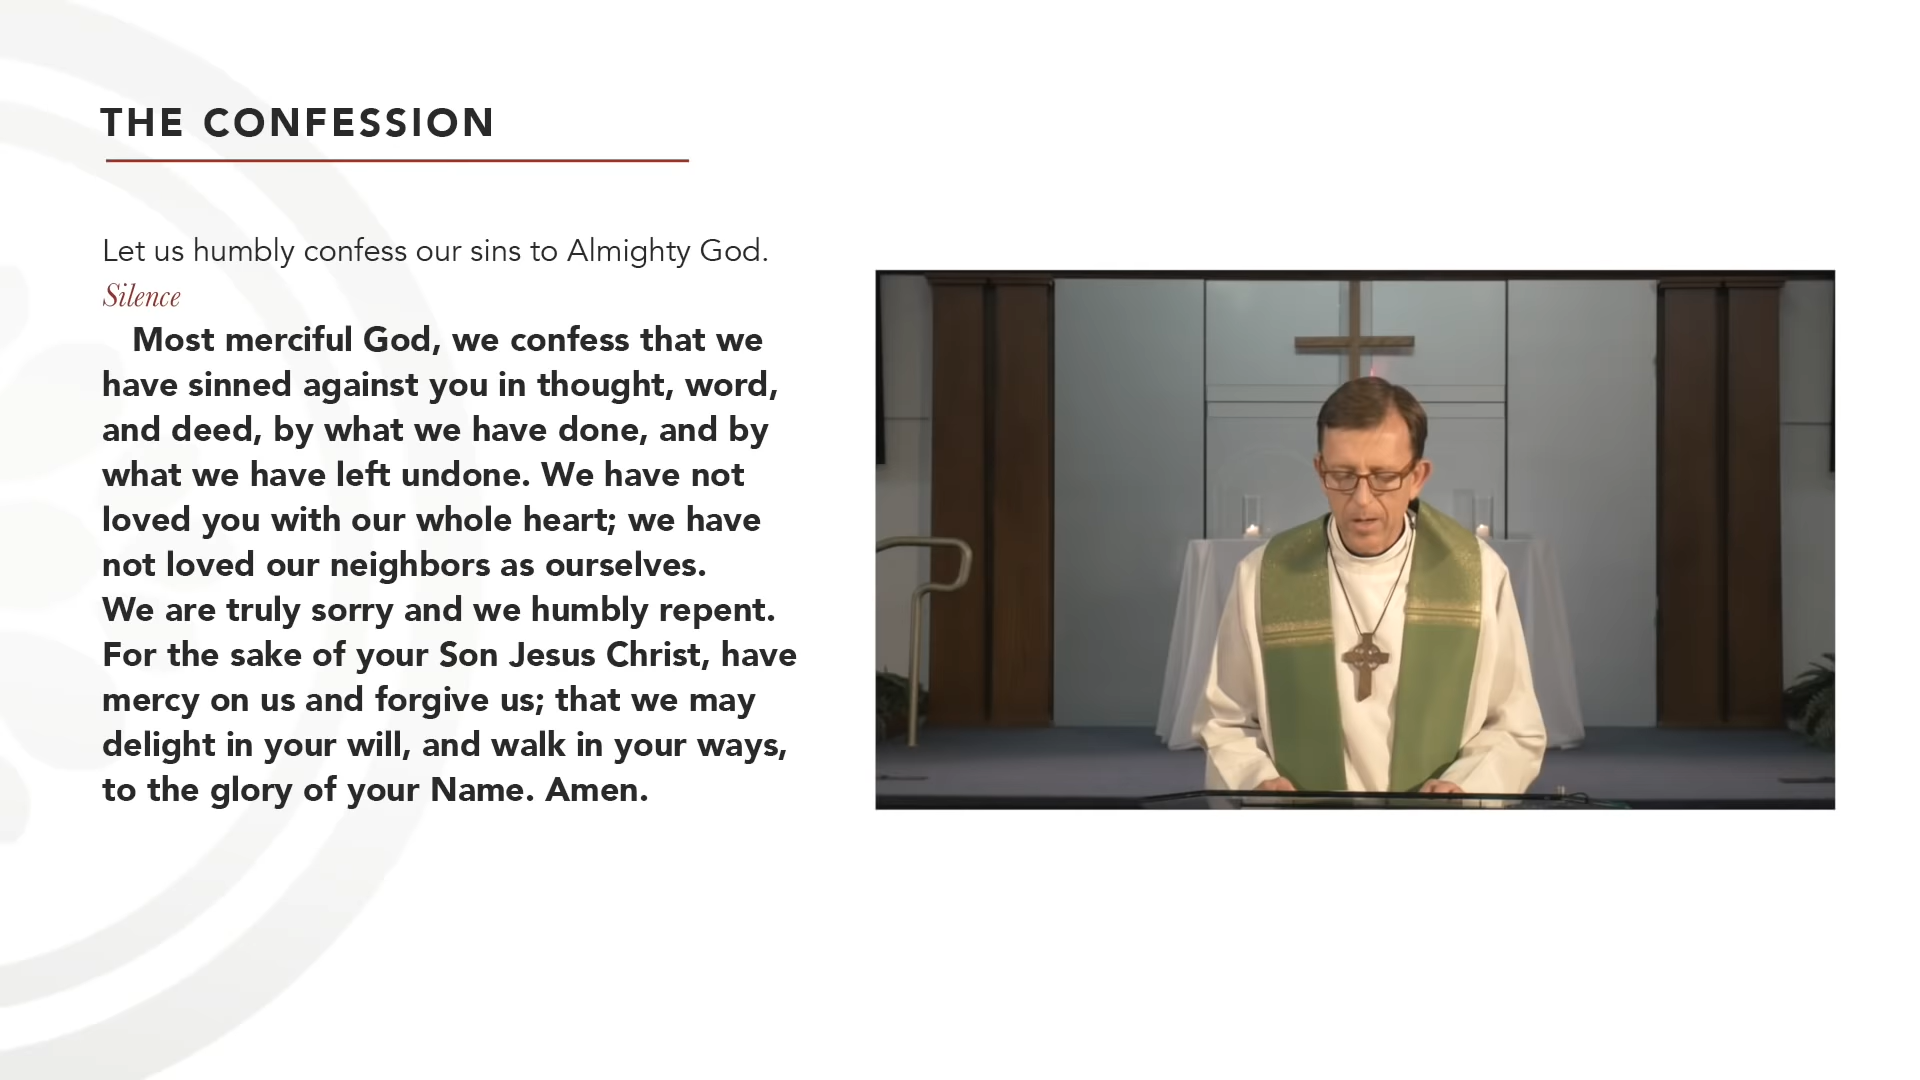 THE CONFESSION
Let us humbly confess our sins to Almighty God.
Silence
Most merciful God, we confess that we
have sinned against you in thought, word,
and deed, by what we have done, and by
what we have left undone. We have not
loved you with our whole heart; we have
not loved our neighbors as ourselves.
We are truly sorry and we humbly repent.
For the sake of your Son Jesus Christ, have
mercy on us and forgive us; that we may
delight in your will, and walk in your ways,
to the glory of your Name. Amen.